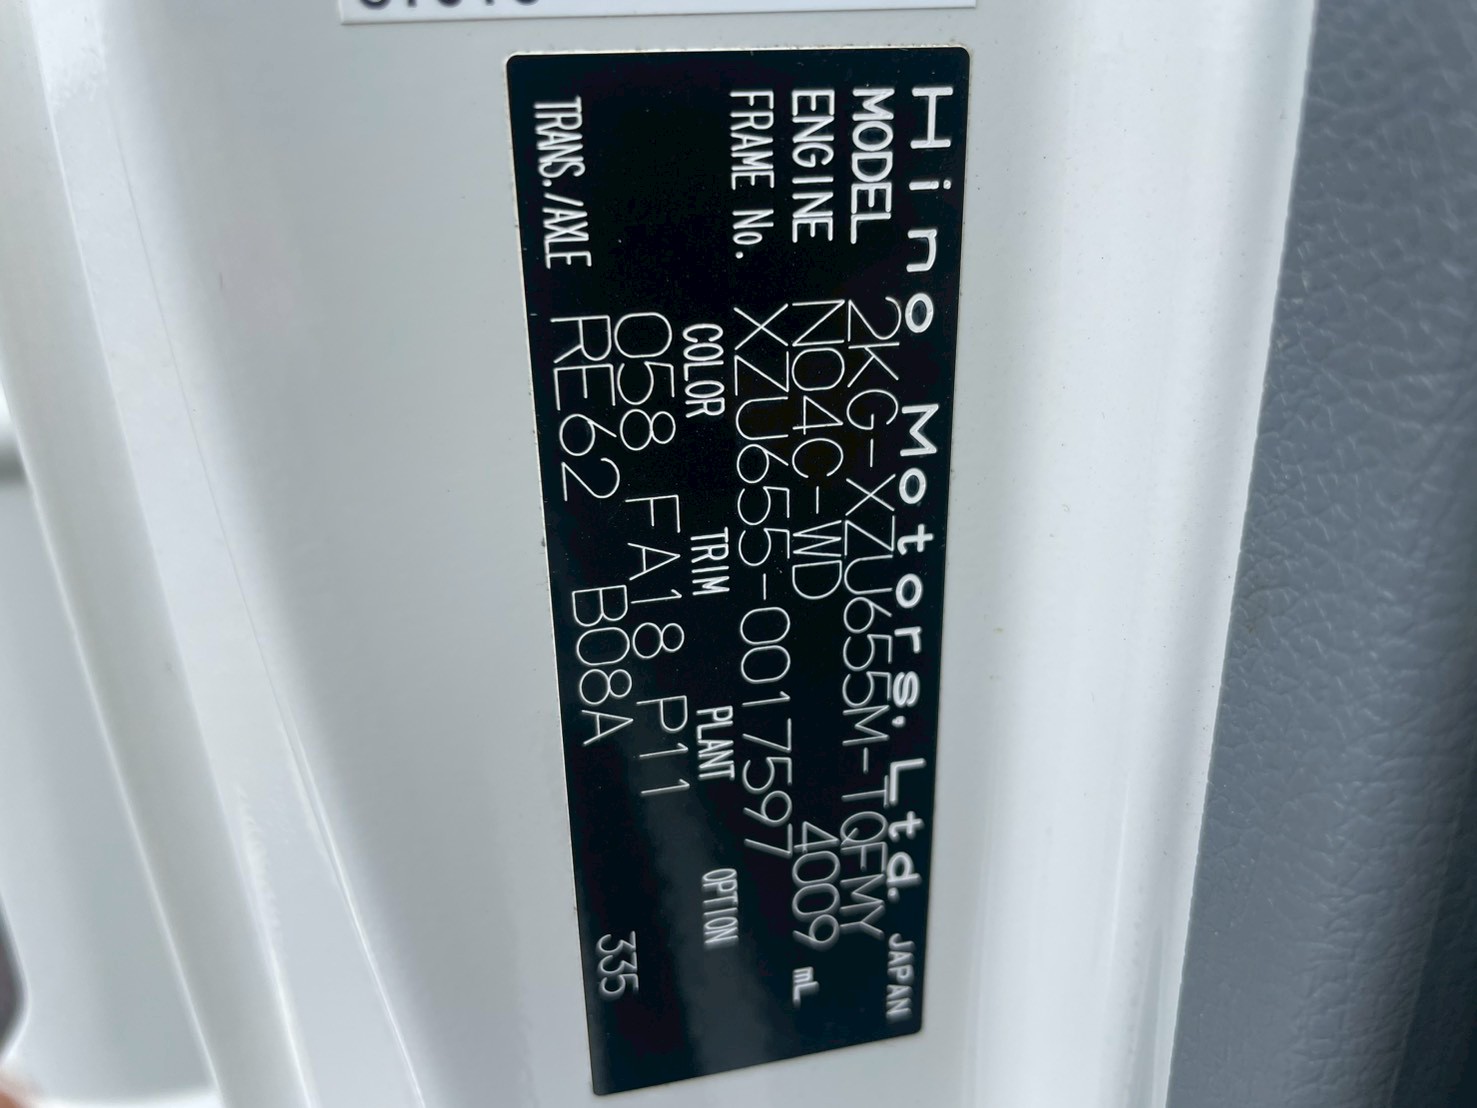 Hino Motors, Ltd. JAPAN
MODEL 2KG-XZU655M-TQFMY
ENGINE N04C-WD 4009 mL
FRAME No. XZU655-0017597
COLOR TRIM PLANT OPTION
058 FA18 P11
TRANS./AXLE RE62 B08A 335